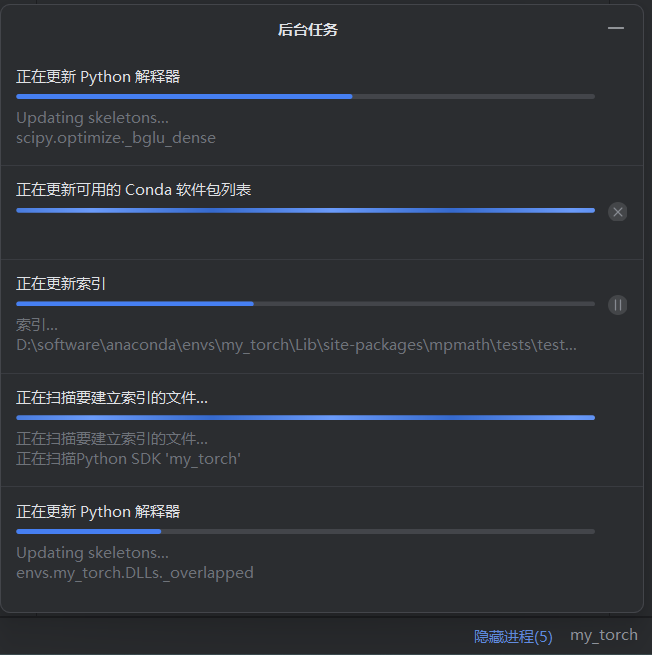 后台任务
正在更新 Python 解释器
Updating skeletons...
scipy.optimize._bglu_dense
正在更新可用的 Conda 软件包列表
正在更新索引
索引...
D:\software\anaconda\envs\my_torch\Lib\site-packages\mpmath\tests\test...
正在扫描要建立索引的文件...
正在扫描要建立索引的文件...
正在扫描Python SDK 'my_torch'
正在更新 Python 解释器
Updating skeletons...
envs.my_torch.DLLs._overlapped
隐藏进程(5) my_torch